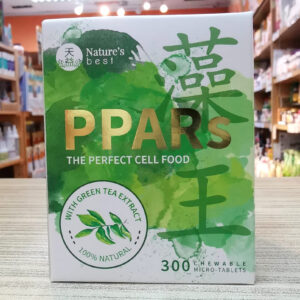 天益
Nature's
best
藻王
PPARs
THE PERFECT CELL FOOD
WITH GREEN TEA EXTRACT
100% NATURAL
300 CHEWABLE
MICRO-TABLETS